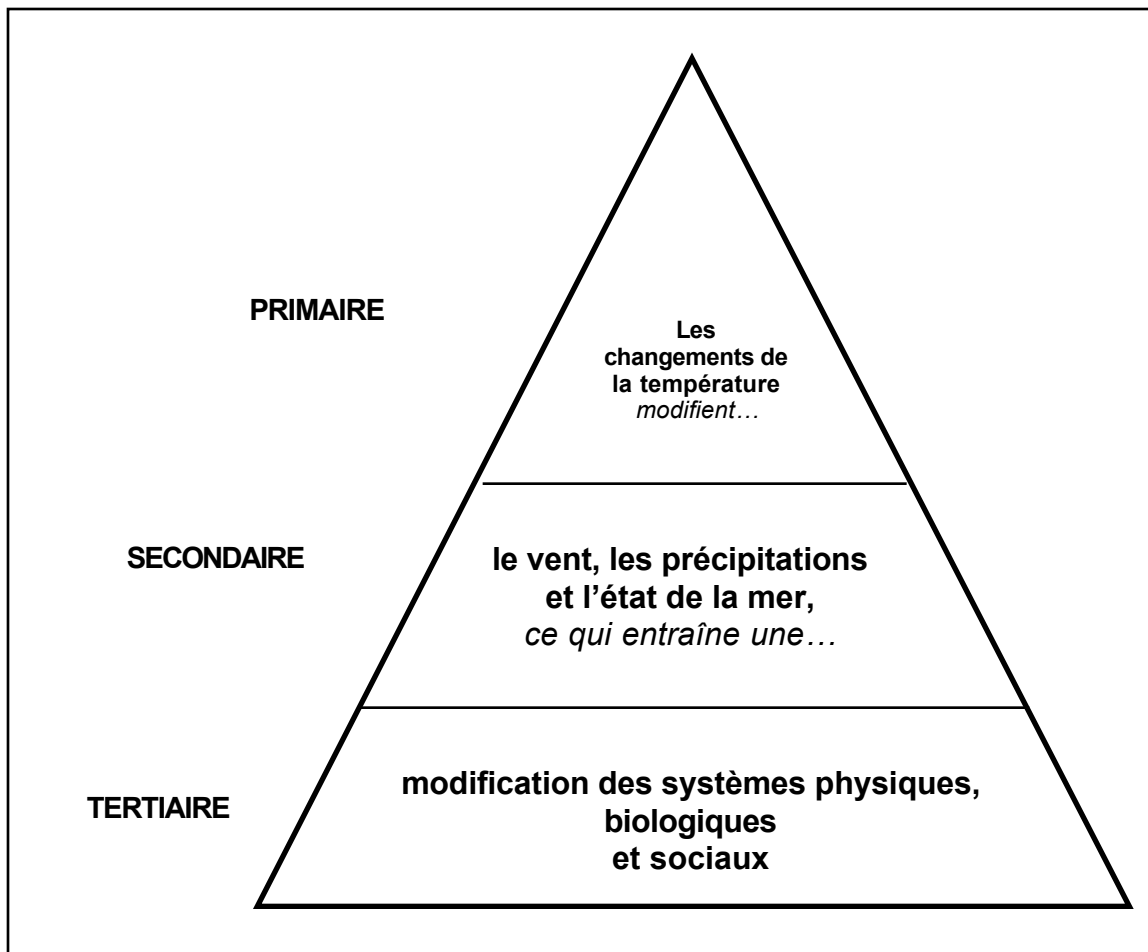 PRIMAIRE
Les
changements de
la température
modifient…
SECONDAIRE
le vent, les précipitations
et l’état de la mer,
ce qui entraîne une…
TERTIAIRE
modification des systèmes physiques,
biologiques
et sociaux